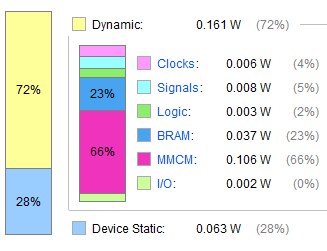 Dynamic: 0.161 W (72%)
72%
Clocks: 0.006 W (4%)
Signals: 0.008 W (5%)
Logic: 0.003 W (2%)
23%
BRAM: 0.037 W (23%)
66%
MMCM: 0.106 W (66%)
I/O: 0.002 W (0%)
28%
Device Static: 0.063 W (28%)